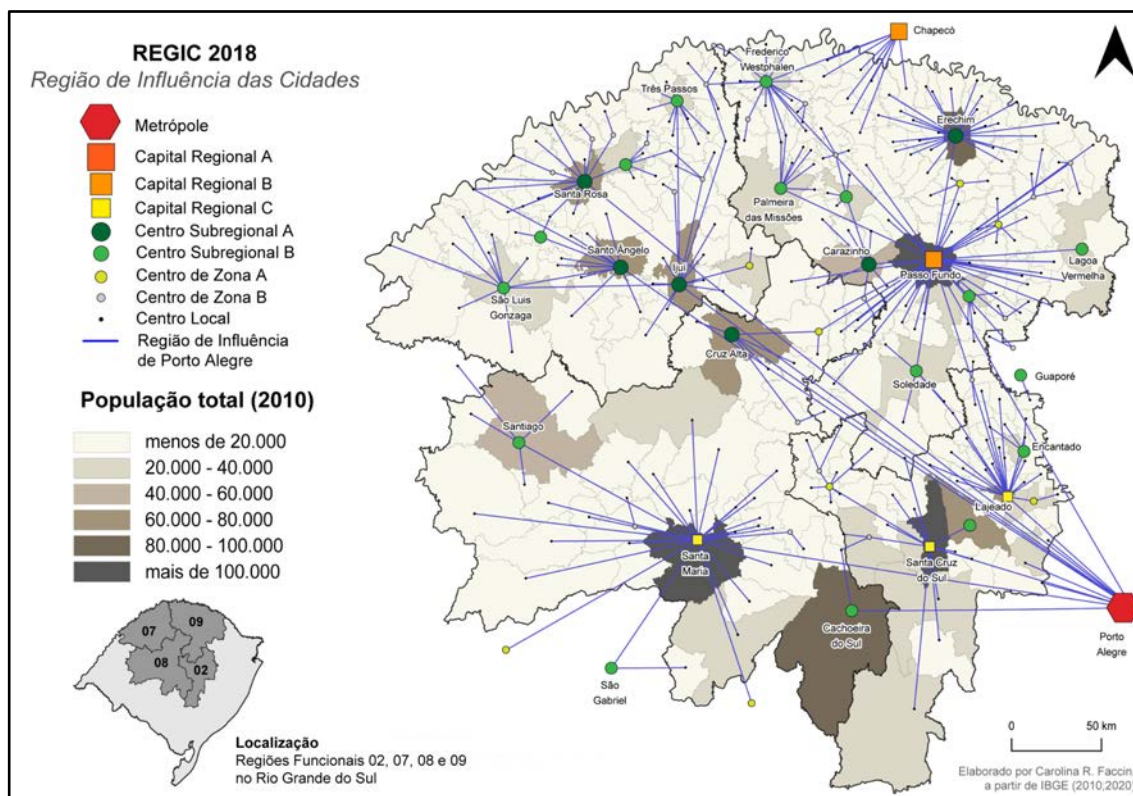 REGIC 2018
Região de Influência das Cidades
Metrópole
Capital Regional A
Capital Regional B
Capital Regional C
Centro Subregional A
Centro Subregional B
Centro de Zona A
Centro de Zona B
Centro Local
Região de Influência
de Porto Alegre
População total (2010)
menos de 20.000
20.000 - 40.000
40.000 - 60.000
60.000 - 80.000
80.000 - 100.000
mais de 100.000
07
09
08
02
Localização
Regiões Funcionais 02, 07, 08 e 09
no Rio Grande do Sul
Chapecó
Frederico
Westphalen
Três Passos
Erechim
Santa Rosa
Palmeira
das Missões
Santo Ângelo
Ijuí
Carazinho
Passo Fundo
Lagoa
Vermelha
São Luis
Gonzaga
Cruz Alta
Soledade
Guaporé
Santiago
Encantado
Lajeado
Santa
Maria
Santa Cruz
do Sul
Cachoeira
do Sul
Porto
Alegre
São
Gabriel
0
50 km
Elaborado por Carolina R. Faccin,
a partir de IBGE (2010;2020)